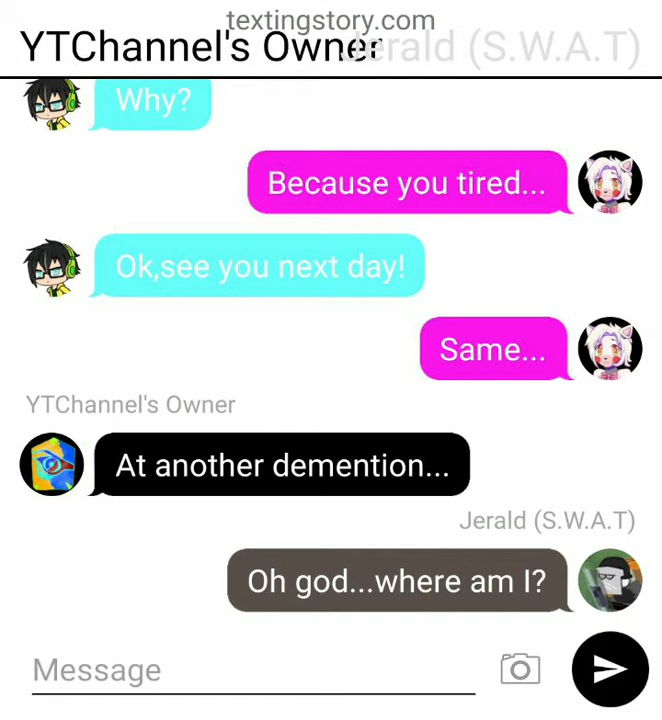 textingstory.com
YTChannel's Owner
Jerald (S.W.A.T)
Why?
Because you tired...
Ok,see you next day!
Same...
YTChannel's Owner
At another demention...
Jerald (S.W.A.T)
Oh god...where am I?
Message